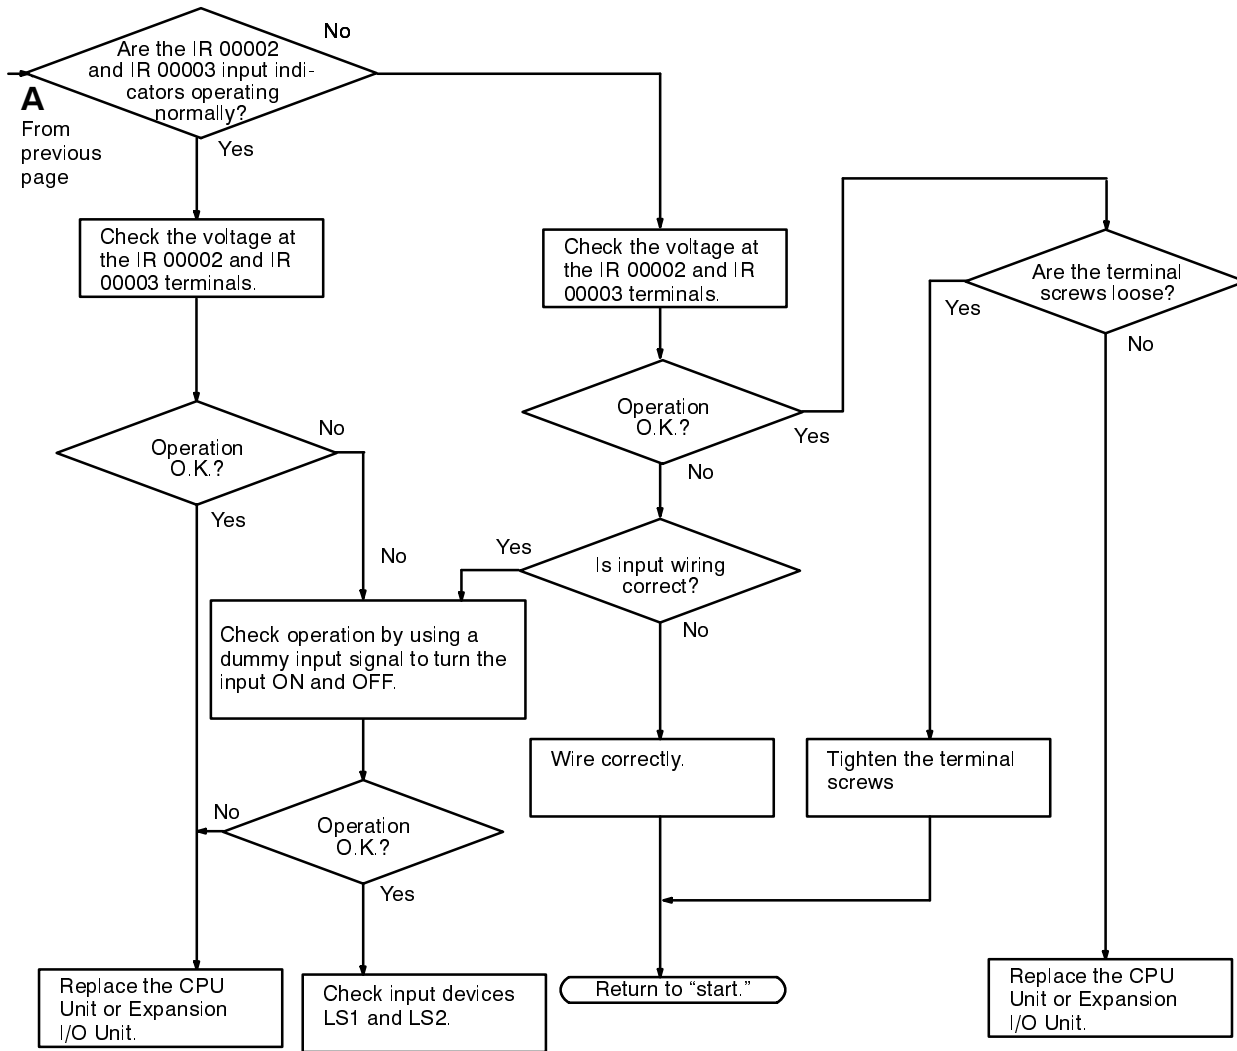 No
Are the IR 00002
and IR 00003 input indi-
cators operating
normally?
A
From
previous
page
Yes
Check the voltage at
the IR 00002 and IR
00003 terminals.
Check the voltage at
the IR 00002 and IR
00003 terminals.
Are the terminal
screws loose?
Yes
No
Operation
O.K.?
Yes
No
Operation
O.K.?
No
Yes
No
Yes
Is input wiring
correct?
No
Check operation by using a
dummy input signal to turn the
input ON and OFF.
Wire correctly.
Tighten the terminal
screws
No
Operation
O.K.?
Yes
Replace the CPU
Unit or Expansion
I/O Unit.
Check input devices
LS1 and LS2.
Return to “start.”
Replace the CPU
Unit or Expansion
I/O Unit.